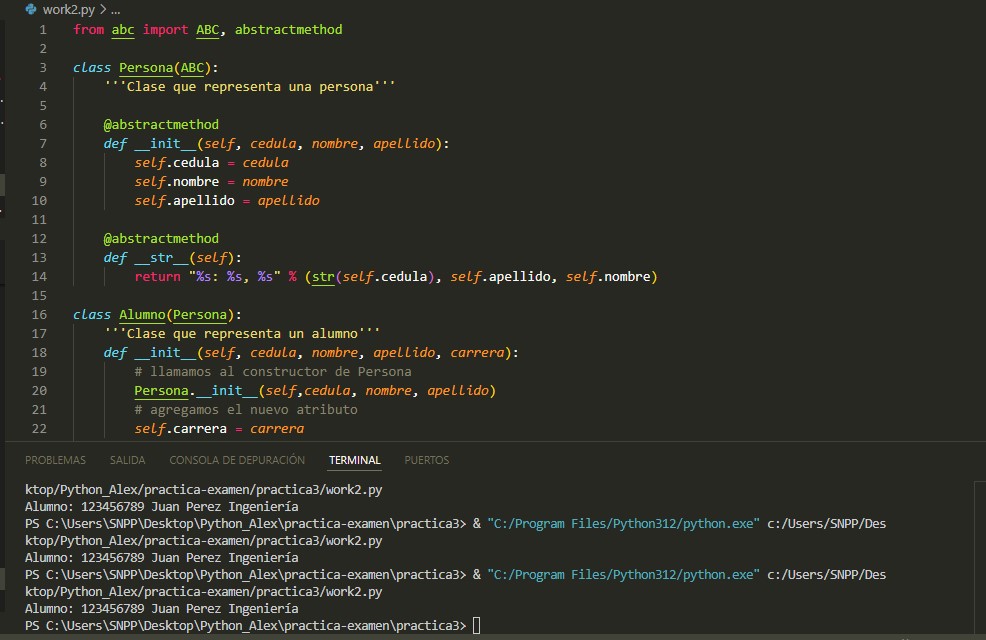 work2.py > ...
1 from abc import ABC, abstractmethod
2
3 class Persona(ABC):
4 '''Clase que representa una persona'''
5
6 @abstractmethod
7 def __init__(self, cedula, nombre, apellido):
8 self.cedula = cedula
9 self.nombre = nombre
10 self.apellido = apellido
11
12 @abstractmethod
13 def __str__(self):
14 return "%s: %s, %s" % (str(self.cedula), self.apellido, self.nombre)
15
16 class Alumno(Persona):
17 '''Clase que representa un alumno'''
18 def __init__(self, cedula, nombre, apellido, carrera):
19 # llamamos al constructor de Persona
20 Persona.__init__(self,cedula, nombre, apellido)
21 # agregamos el nuevo atributo
22 self.carrera = carrera
PROBLEMAS SALIDA CONSOLA DE DEPURACIÓN TERMINAL PUERTOS
ktop/Python_Alex/practica-examen/practica3/work2.py
Alumno: 123456789 Juan Perez Ingeniería
PS C:\Users\SNPP\Desktop\Python_Alex\practica-examen\practica3> & "C:/Program Files/Python312/python.exe" c:/Users/SNPP/Des
ktop/Python_Alex/practica-examen/practica3/work2.py
Alumno: 123456789 Juan Perez Ingeniería
PS C:\Users\SNPP\Desktop\Python_Alex\practica-examen\practica3> & "C:/Program Files/Python312/python.exe" c:/Users/SNPP/Des
ktop/Python_Alex/practica-examen/practica3/work2.py
Alumno: 123456789 Juan Perez Ingeniería
PS C:\Users\SNPP\Desktop\Python_Alex\practica-examen\practica3>